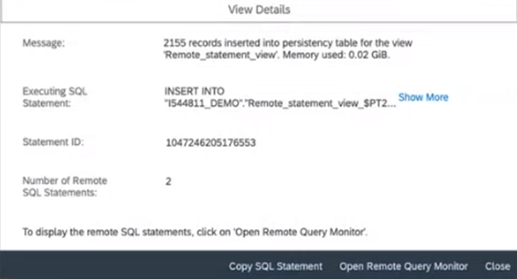 View Details
Message:
2155 records inserted into persistency table for the view
'Remote_statement_view'. Memory used: 0.02 GiB.
Executing SQL
Statement:
INSERT INTO
"I544811_DEMO"."Remote_statement_view_$PT2...
Show More
Statement ID:
1047246205176553
Number of Remote
SQL Statements:
2
To display the remote SQL statements, click on 'Open Remote Query Monitor'.
Copy SQL Statement
Open Remote Query Monitor
Close